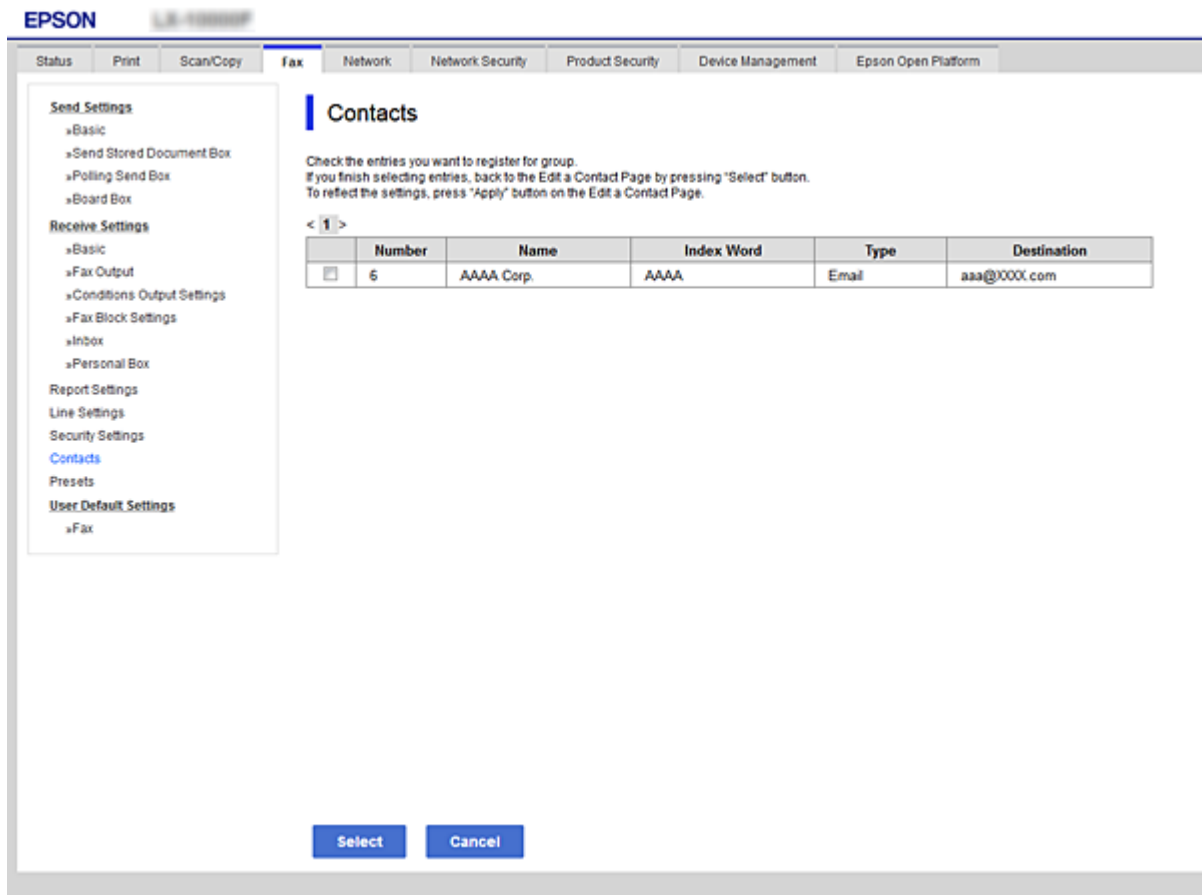 EPSON
Status Print Scan/Copy Fax Network Network Security Product Security Device Management Epson Open Platform
Send Settings
»Basic
»Send Stored Document Box
»Polling Send Box
»Board Box
Receive Settings
»Basic
»Fax Output
»Conditions Output Settings
»Fax Block Settings
»Inbox
»Personal Box
Report Settings
Line Settings
Security Settings
Contacts
Presets
User Default Settings
»Fax
Contacts
Check the entries you want to register for group.
If you finish selecting entries, back to the Edit a Contact Page by pressing "Select" button.
To reflect the settings, press "Apply" button on the Edit a Contact Page.
< 1 >
Number Name Index Word Type Destination
6 AAAA Corp. AAAA Email aaa@XXXX.com
Select Cancel